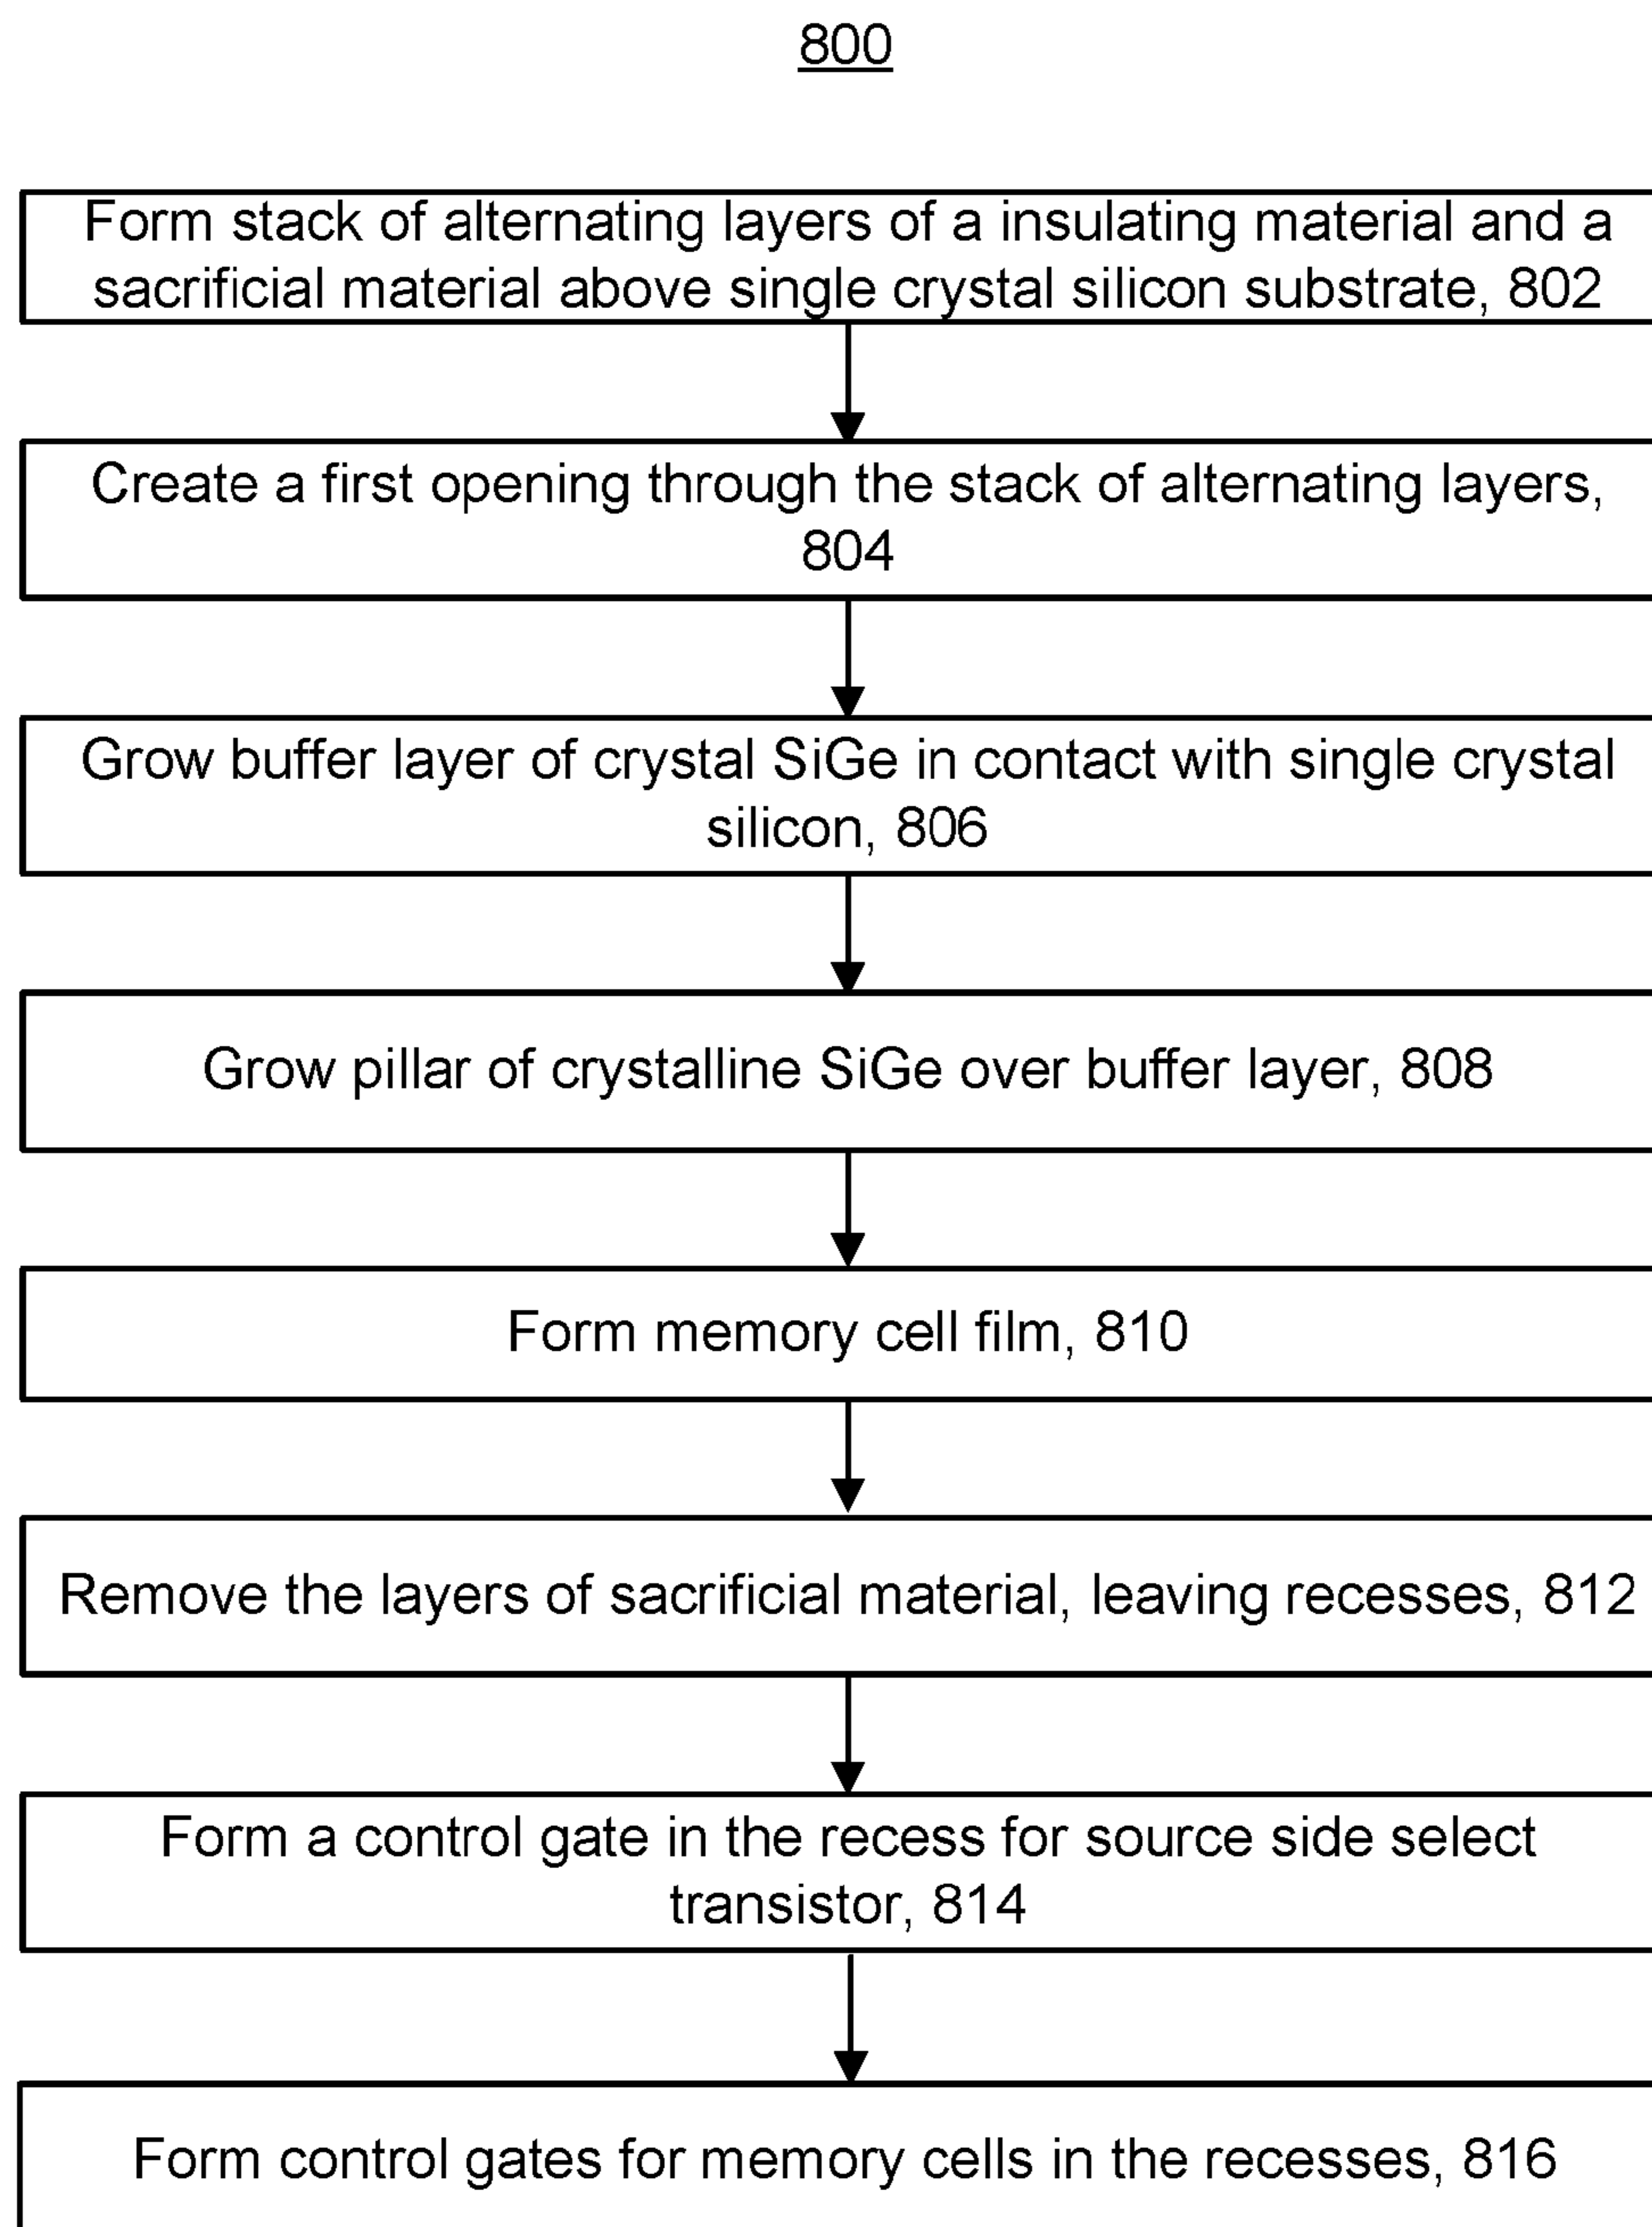 800
Form stack of alternating layers of a insulating material and a
sacrificial material above single crystal silicon substrate, 802
Create a first opening through the stack of alternating layers,
804
Grow buffer layer of crystal SiGe in contact with single crystal
silicon, 806
Grow pillar of crystalline SiGe over buffer layer, 808
Form memory cell film, 810
Remove the layers of sacrificial material, leaving recesses, 812
Form a control gate in the recess for source side select
transistor, 814
Form control gates for memory cells in the recesses, 816